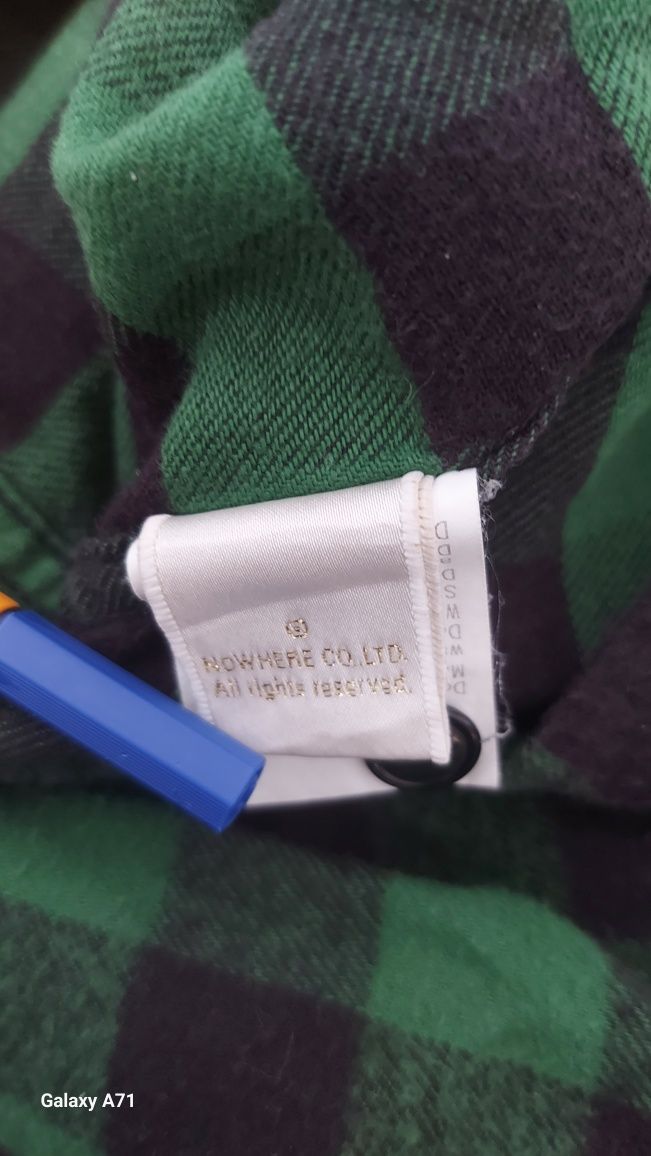 NOWHERE CO.,LTD.
All rights reserved.
Galaxy A71